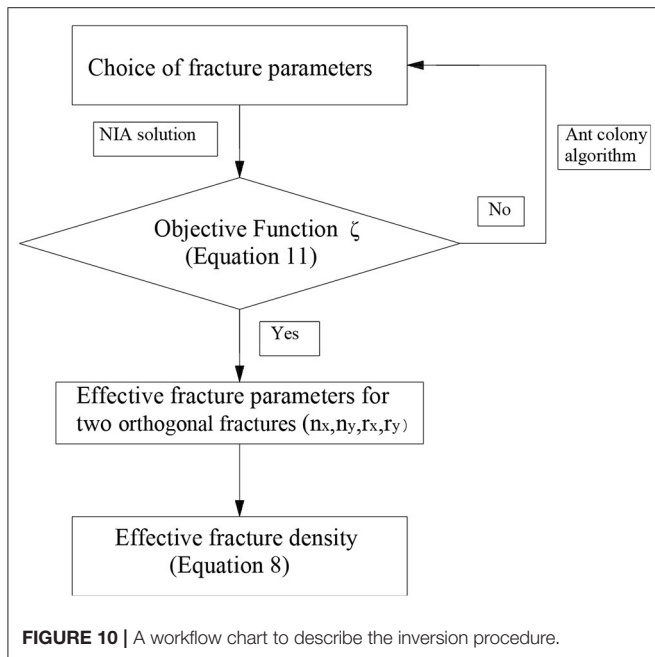 Choice of fracture parameters
NIA solution
Ant colony
algorithm
Objective Function ζ
(Equation 11)
No
Yes
Effective fracture parameters for
two orthogonal fractures (nx,ny,rx,ry)
Effective fracture density
(Equation 8)
FIGURE 10 | A workflow chart to describe the inversion procedure.